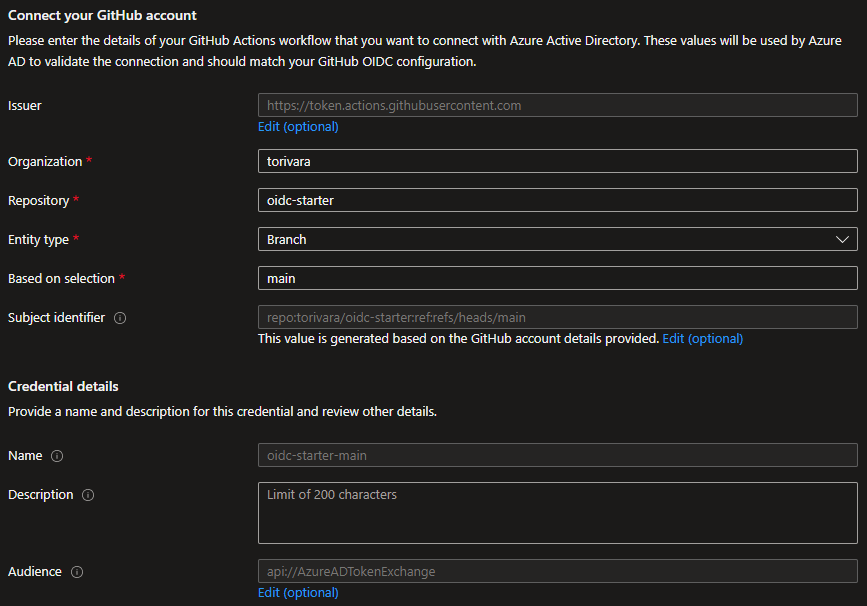 Connect your GitHub account
Please enter the details of your GitHub Actions workflow that you want to connect with Azure Active Directory. These values will be used by Azure
AD to validate the connection and should match your GitHub OIDC configuration.
Issuer
https://token.actions.githubusercontent.com
Edit (optional)
Organization *
torivara
Repository *
oidc-starter
Entity type *
Branch
Based on selection *
main
Subject identifier
repo:torivara/oidc-starter:ref:refs/heads/main
This value is generated based on the GitHub account details provided. Edit (optional)
Credential details
Provide a name and description for this credential and review other details.
Name
oidc-starter-main
Description
Limit of 200 characters
Audience
api://AzureADTokenExchange
Edit (optional)